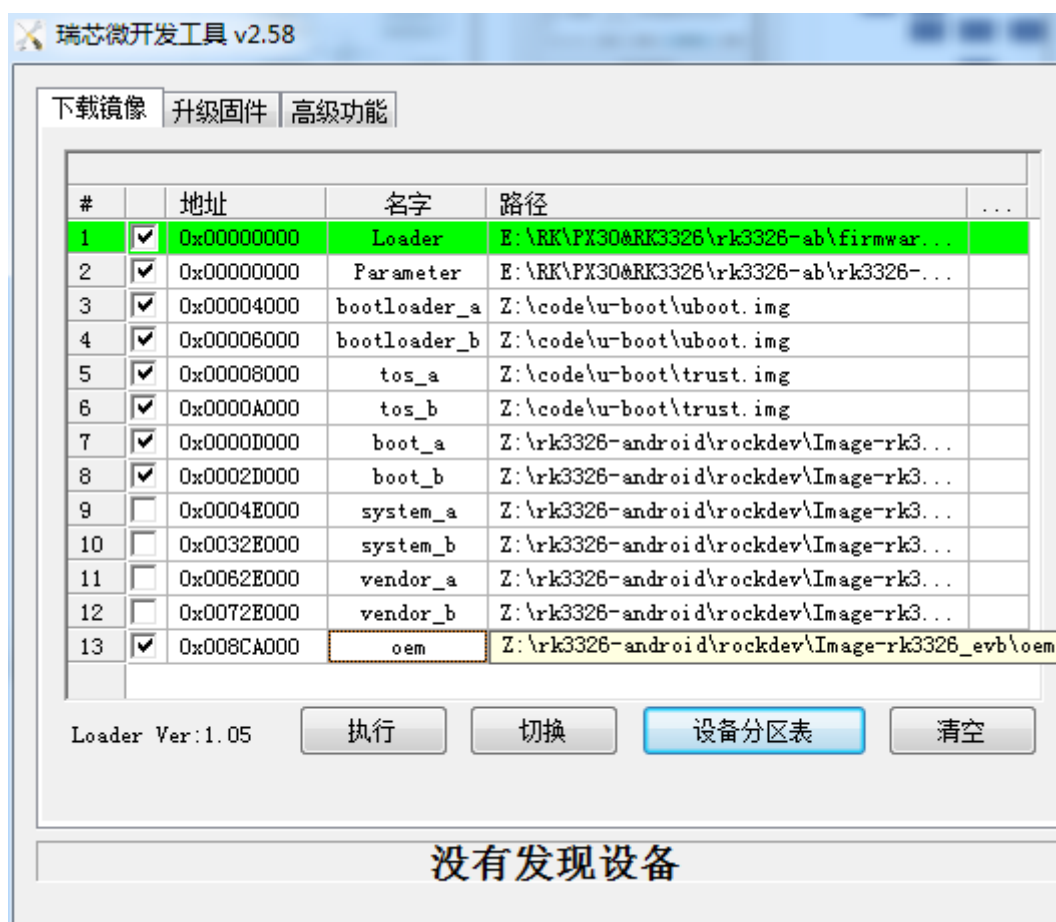 瑞芯微开发工具 v2.58
下载镜像 升级固件 高级功能
# 地址 名字 路径 ...
1 0x00000000 Loader E:\RK\PX30&RK3326\rk3326-ab\firmwar...
2 0x00000000 Parameter E:\RK\PX30&RK3326\rk3326-ab\rk3326-...
3 0x00004000 bootloader_a Z:\code\u-boot\uboot.img
4 0x00006000 bootloader_b Z:\code\u-boot\uboot.img
5 0x00008000 tos_a Z:\code\u-boot\trust.img
6 0x0000A000 tos_b Z:\code\u-boot\trust.img
7 0x0000D000 boot_a Z:\rk3326-android\rockdev\Image-rk3...
8 0x0002D000 boot_b Z:\rk3326-android\rockdev\Image-rk3...
9 0x0004E000 system_a Z:\rk3326-android\rockdev\Image-rk3...
10 0x0032E000 system_b Z:\rk3326-android\rockdev\Image-rk3...
11 0x0062E000 vendor_a Z:\rk3326-android\rockdev\Image-rk3...
12 0x0072E000 vendor_b Z:\rk3326-android\rockdev\Image-rk3...
13 0x008CA000 oem Z:\rk3326-android\rockdev\Image-rk3326_evb\oem
Loader Ver:1.05 执行 切换 设备分区表 清空
没有发现设备